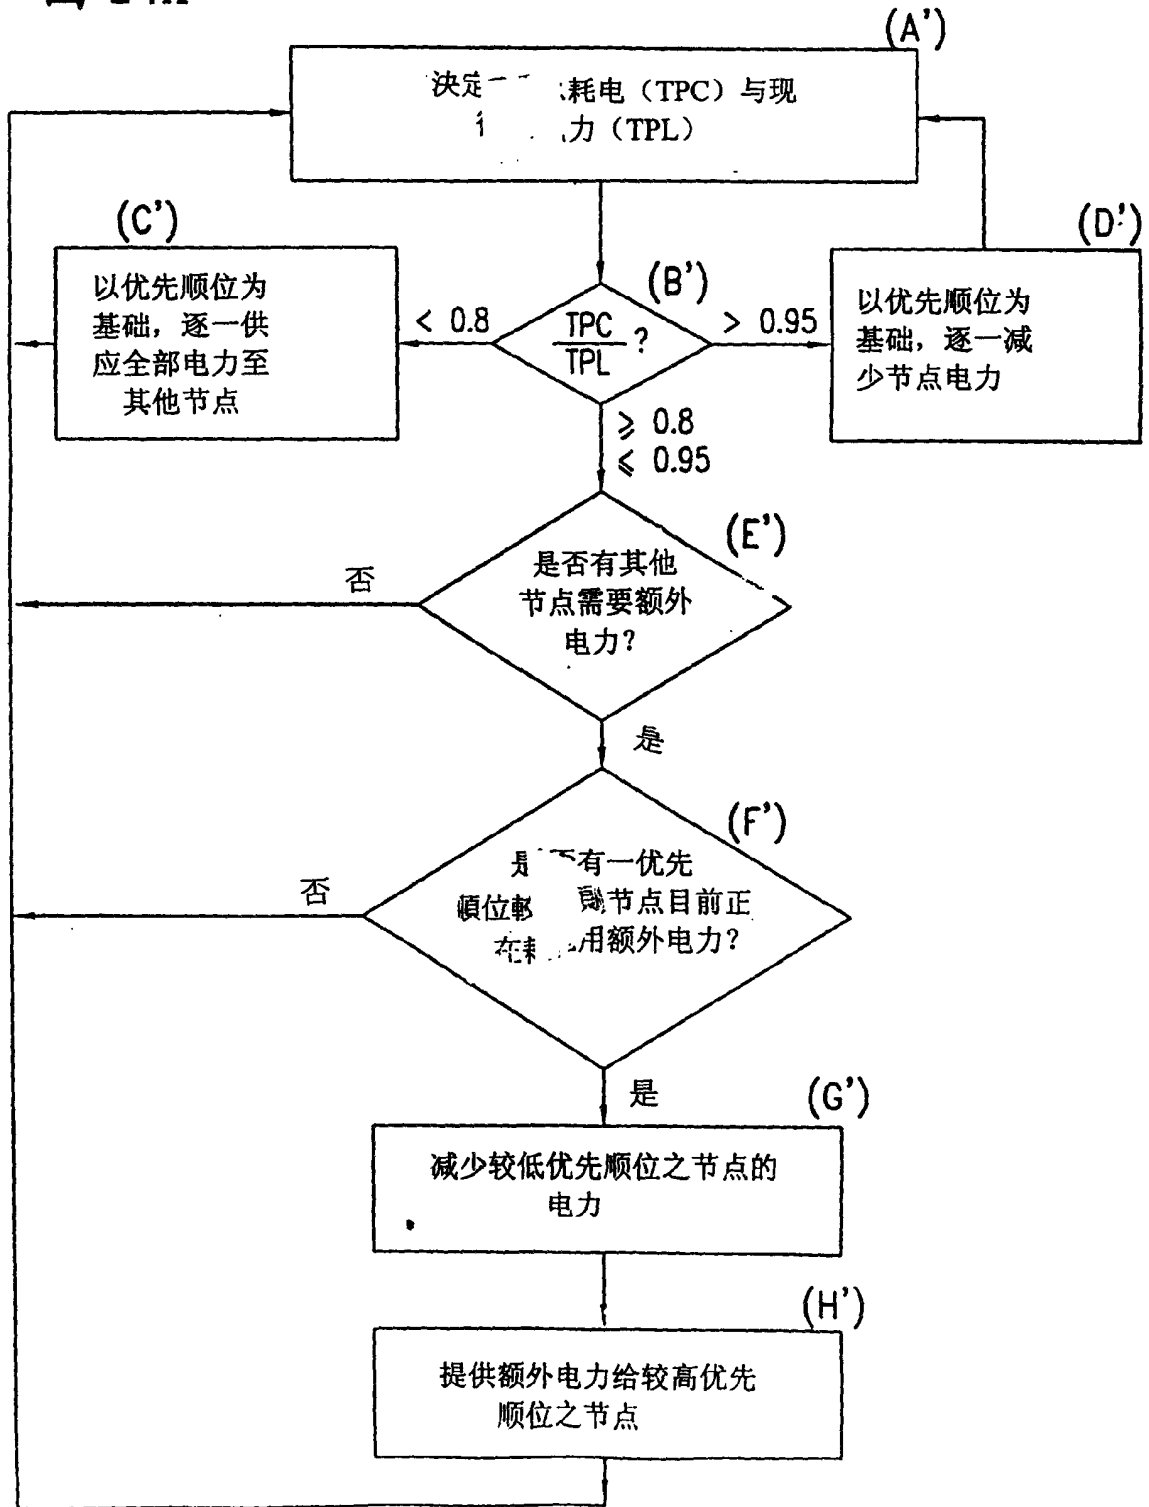 (A')
决定一 耗电（TPC）与现
力（TPL）
(C')
以优先顺位为
基础，逐一供
应全部电力至
其他节点
< 0.8
(B')
TPC
TPL
?
> 0.95
(D')
以优先顺位为
基础，逐一减
少节点电力
≥ 0.8
≤ 0.95
(E')
是否有其他
节点需要额外
电力？
否
是
(F')
是否有一优先
顺位 节点目前正
在 用额外电力？
否
是
(G')
减少较低优先顺位之节点的
电力
(H')
提供额外电力给较高优先
顺位之节点